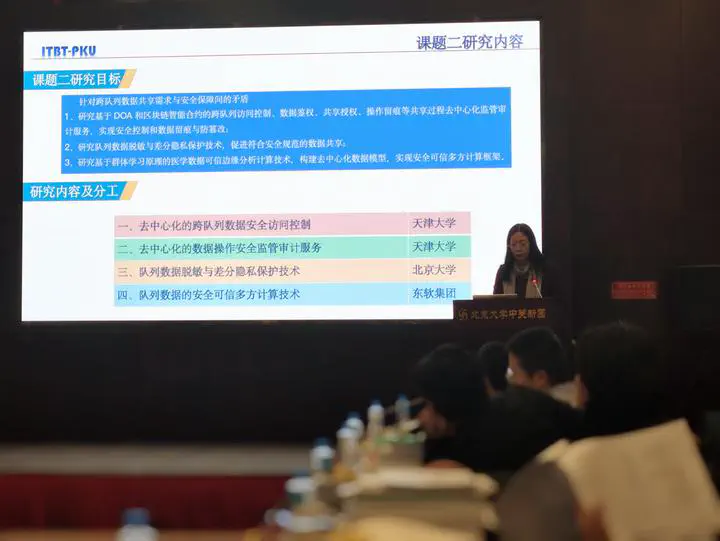 ITBT-PKU
课题二研究内容
课题二研究目标
针对跨队列数据共享需求与安全保障间的矛盾
1、研究基于 DOA 和区块链智能合约的跨队列访问控制、数据鉴权、共享授权、操作留痕等共享过程去中心化监管审
计服务，实现安全控制和数据留痕与防篡改；
2、研究队列数据脱敏与差分隐私保护技术，促进符合安全规范的数据共享；
3、研究基于群体学习原理的医学数据可信边缘分析计算技术，构建去中心化数据模型，实现安全可信多方计算框架。
研究内容及分工
一、去中心化的跨队列数据安全访问控制 天津大学
二、去中心化的数据操作安全监管审计服务 天津大学
三、队列数据脱敏与差分隐私保护技术 北京大学
四、队列数据的安全可信多方计算技术 东软集团
北京大学中关新园